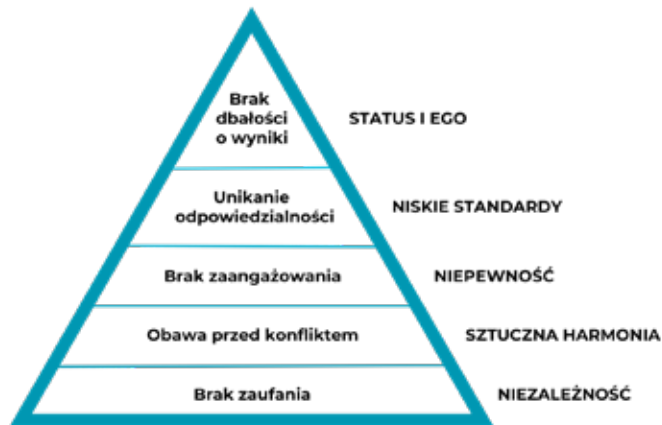 Brak
dbałości
o wyniki
STATUS I EGO
Unikanie
odpowiedzialności
NISKIE STANDARDY
Brak zaangażowania
NIEPEWNOŚĆ
Obawa przed konfliktem
SZTUCZNA HARMONIA
Brak zaufania
NIEZALEŻNOŚĆ